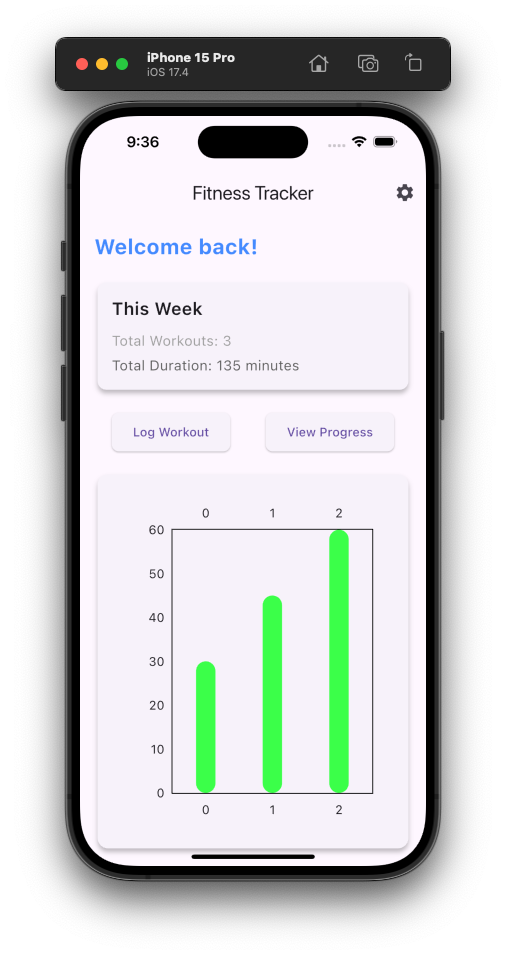 iPhone 15 Pro
iOS 17.4
9:36
Fitness Tracker
Welcome back!
This Week
Total Workouts: 3
Total Duration: 135 minutes
Log Workout View Progress
0 1 2
60
50
40
30
20
10
0
0 1 2